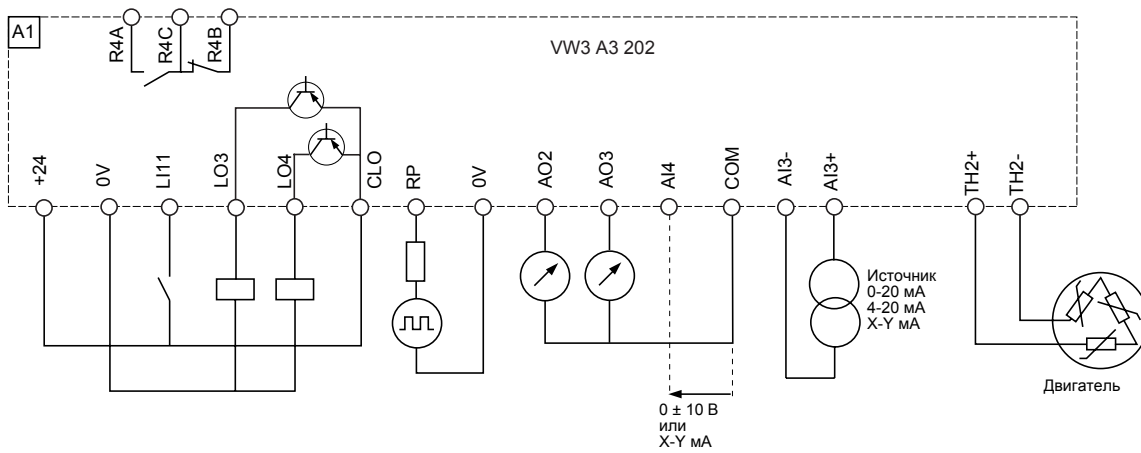 A1
R4A
R4C
R4B
VW3 A3 202
+24
0V
LI11
LO3
LO4
CLO
RP
0V
AO2
AO3
AI4
COM
AI3-
AI3+
TH2+
TH2-
Источник
0-20 мА
4-20 мА
X-Y мА
Двигатель
0 ± 10 В
или
X-Y мА